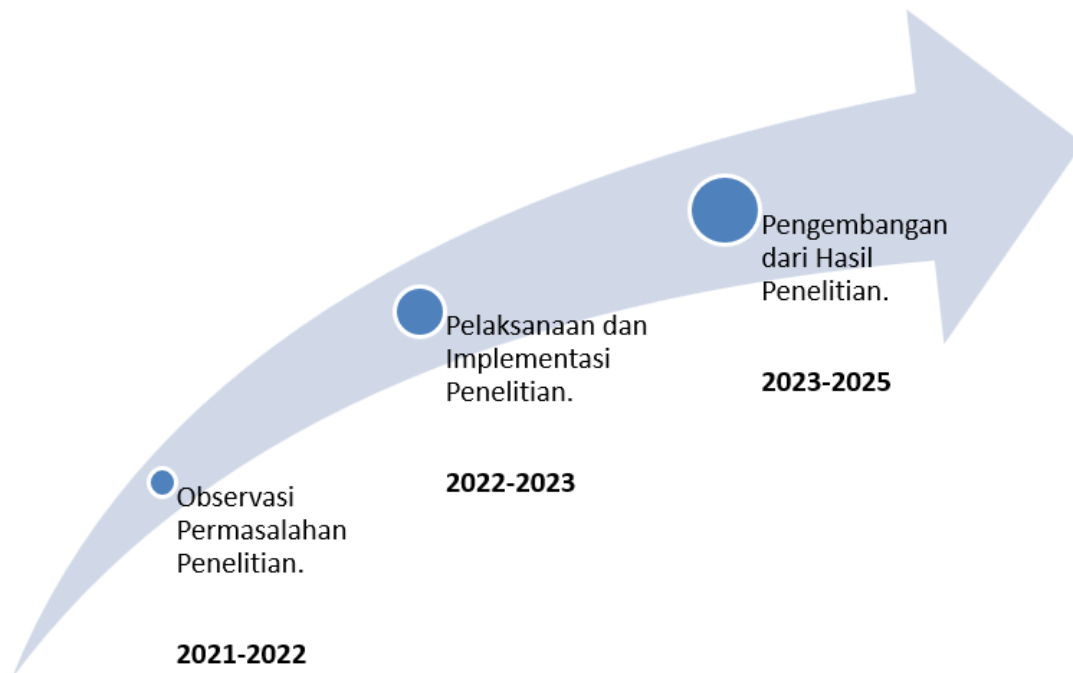 Observasi
Permasalahan
Penelitian.
2021-2022
Pelaksanaan dan
Implementasi
Penelitian.
2022-2023
Pengembangan
dari Hasil
Penelitian.
2023-2025